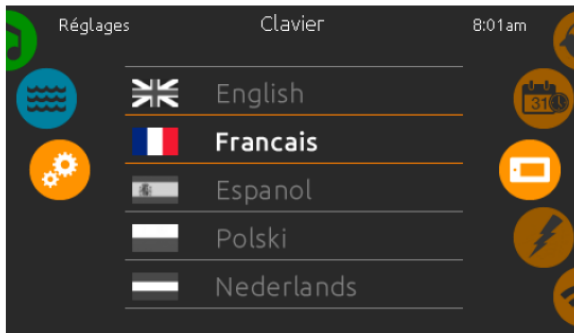 Réglages Clavier 8:01am
English
31
Francais
Espanol
Polski
Nederlands